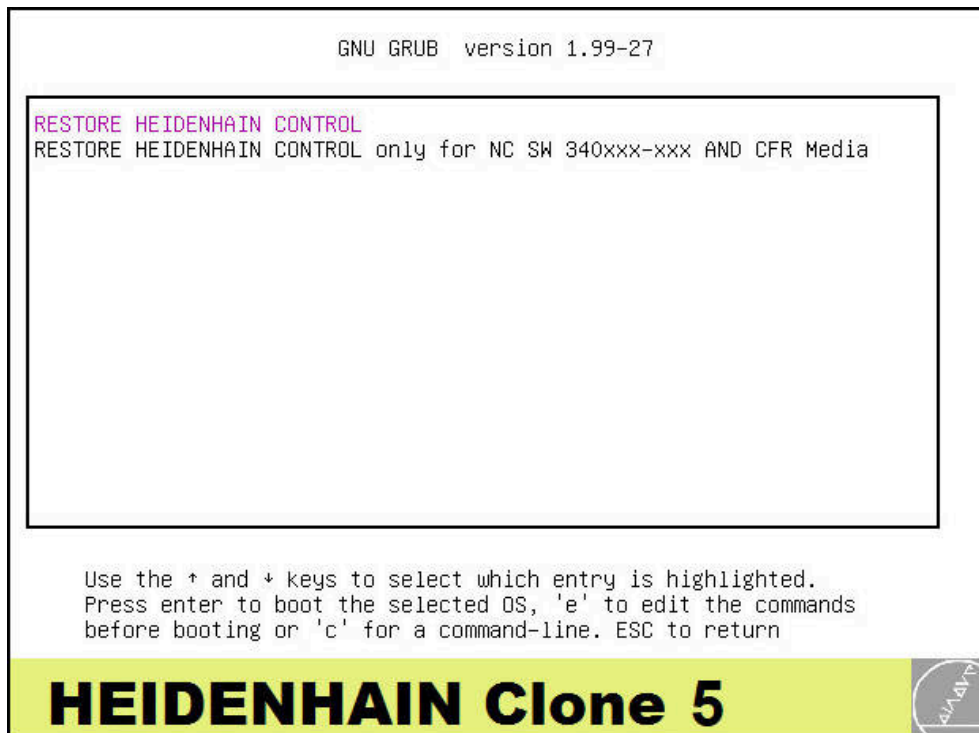 GNU GRUB version 1.99-27
RESTORE HEIDENHAIN CONTROL
RESTORE HEIDENHAIN CONTROL only for NC SW 340xxx-xxx AND CFR Media
Use the ↑ and ↓ keys to select which entry is highlighted.
Press enter to boot the selected OS, 'e' to edit the commands
before booting or 'c' for a command-line. ESC to return
HEIDENHAIN Clone 5